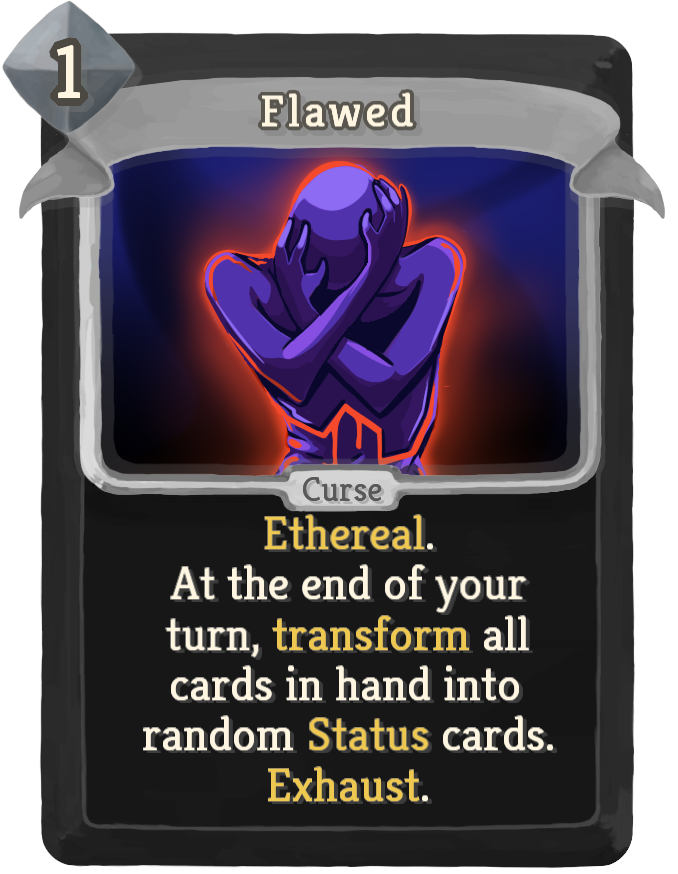 1
Flawed
Curse
Ethereal.
At the end of your
turn, transform all
cards in hand into
random Status cards.
Exhaust.